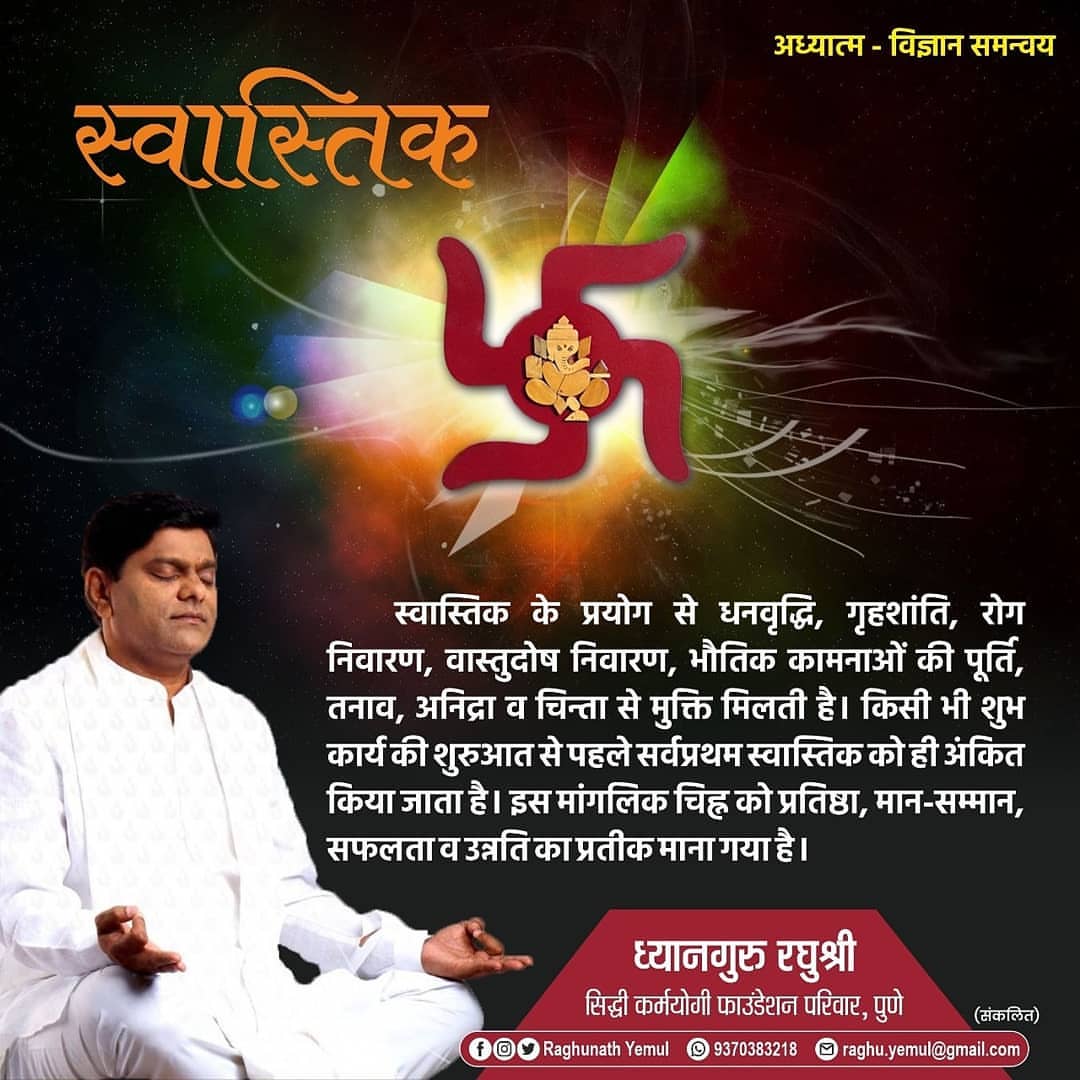 अध्यात्म - विज्ञान समन्वय
स्वास्तिक
स्वास्तिक के प्रयोग से धनवृद्धि, गृहशांति, रोग
निवारण, वास्तुदोष निवारण, भौतिक कामनाओं की पूर्ति,
तनाव, अनिद्रा व चिन्ता से मुक्ति मिलती है। किसी भी शुभ
कार्य की शुरुआत से पहले सर्वप्रथम स्वास्तिक को ही अंकित
किया जाता है। इस मांगलिक चिह्न को प्रतिष्ठा, मान-सम्मान,
सफलता व उन्नति का प्रतीक माना गया है।
ध्यानगुरु रघुश्री
सिद्धी कर्मयोगी फाउंडेशन परिवार, पुणे
(संकलित)
Raghunath Yemul 9370383218 raghu.yemul@gmail.com